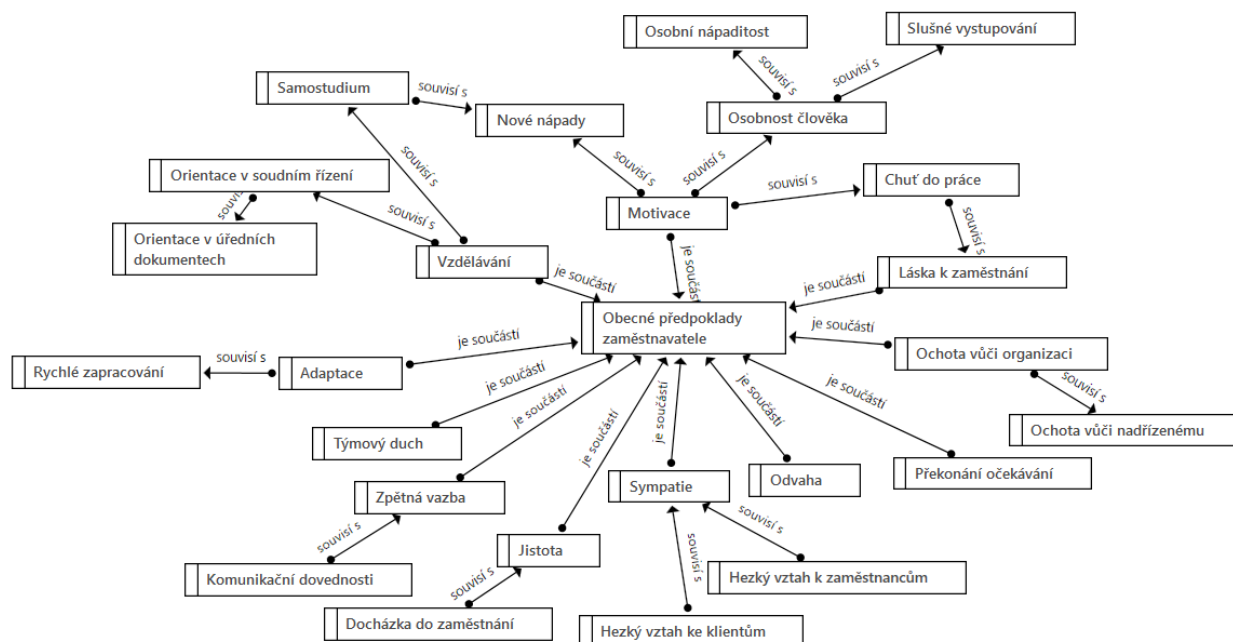 Osobní nápaditost
Slušné vystupování
souvisí s
souvisí s
Samostudium
souvisí s
Nové nápady
Osobnost člověka
souvisí s
souvisí s
souvisí s
Orientace v soudním řízení
souvisí s
Chuť do práce
souvis
souvisí s
Motivace
souvisí s
Orientace v úředních
dokumentech
Vzdělávání
je součástí
je součástí
Láska k zaměstnání
je součástí
Obecné předpoklady
zaměstnavatele
je součástí
je součástí
Ochota vůči organizaci
souvisí s
Rychlé zapracování
Adaptace
je součástí
je součástí
je součástí
je součástí
je součástí
souvisí s
Týmový duch
je součástí
Ochota vůči nadřízenému
Zpětná vazba
Sympatie
Odvaha
Překonání očekávání
souvisí s
Jistota
souvisí s
souvisí s
Komunikační dovednosti
souvisí s
Hezký vztah k zaměstnancům
Docházka do zaměstnání
Hezký vztah ke klientům